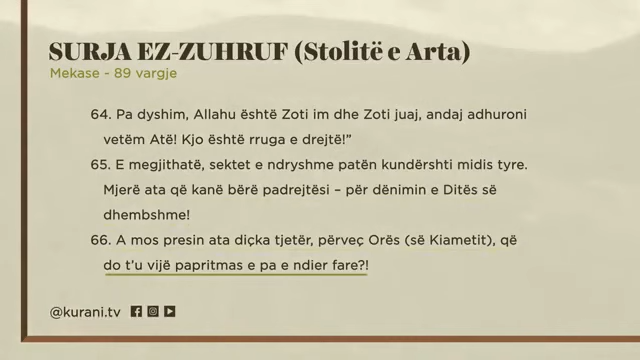 SURJA EZ-ZUHRUF (Stolitë e Arta)
Mekase - 89 vargje
64. Pa dyshim, Allahu është Zoti im dhe Zoti juaj, andaj adhuroni
vetëm Atë! Kjo është rruga e drejtë!”
65. E megjithatë, sektet e ndryshme patën kundërshti midis tyre.
Mjerë ata që kanë bërë padrejtësi – për dënimin e Ditës së
dhembshme!
66. A mos presin ata diçka tjetër, përveç Orës (së Kiametit), që
do t’u vijë papritmas e pa e ndier fare?!
@kurani.tv